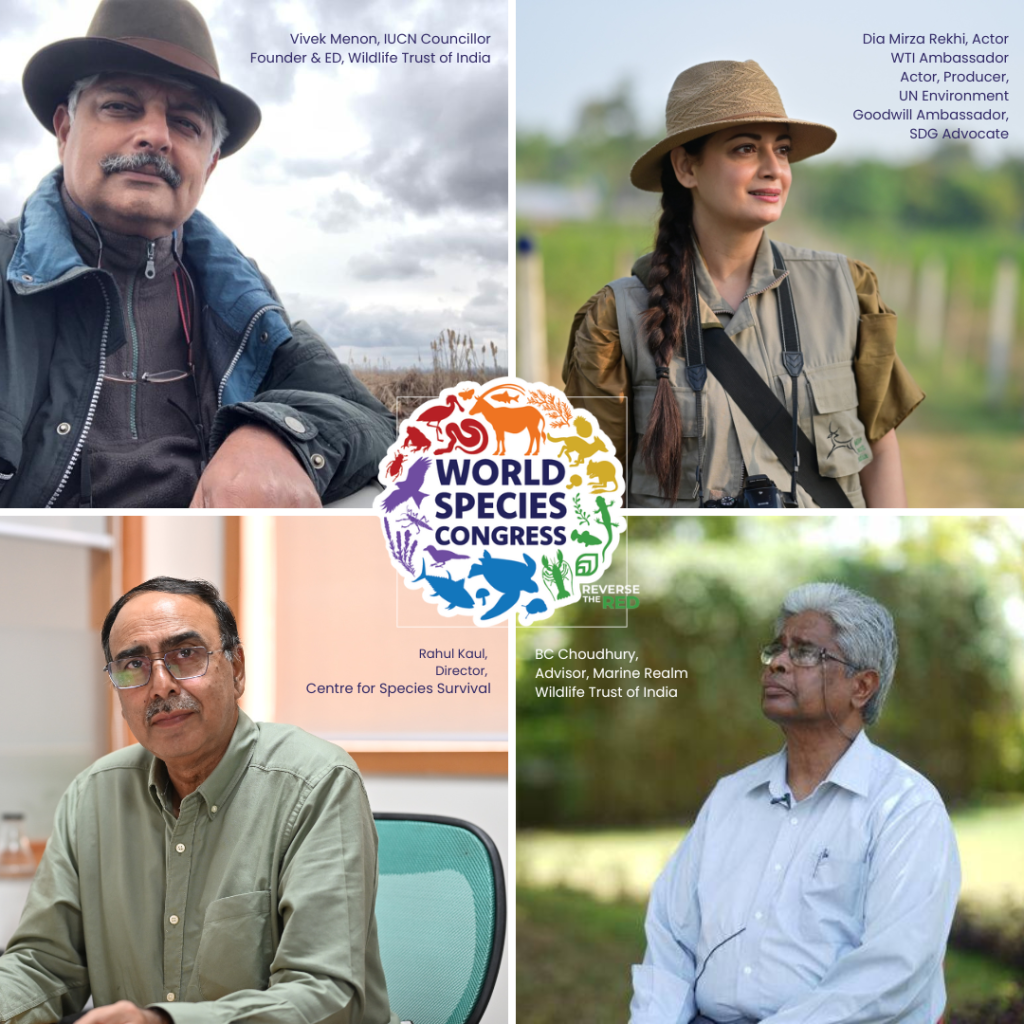 Vivek Menon, IUCN Councillor
Founder & ED, Wildlife Trust of India
Dia Mirza Rekhi, Actor
WTI Ambassador
Actor, Producer,
UN Environment
Goodwill Ambassador,
SDG Advocate
WORLD
SPECIES
CONGRESS
REVERSE
THE RED
Rahul Kaul,
Director,
Centre for Species Survival
BC Choudhury,
Advisor, Marine Realm
Wildlife Trust of India